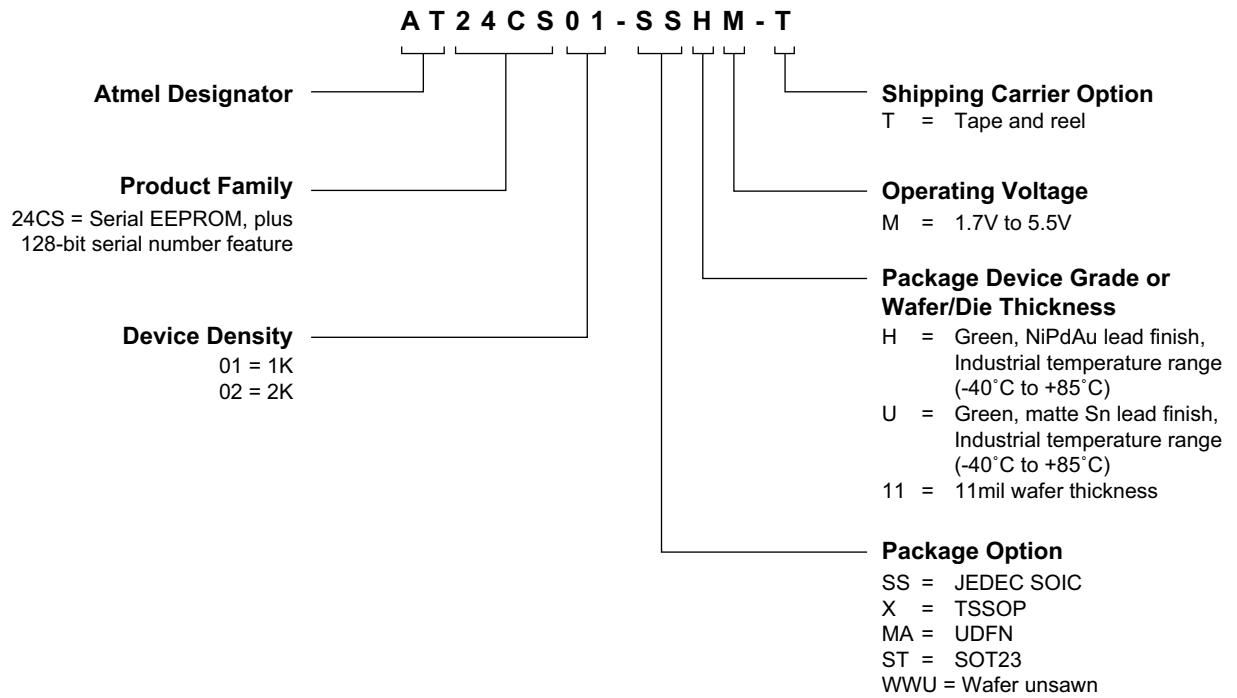 AT24CS01-SSHM-T
Atmel Designator
Product Family
24CS = Serial EEPROM, plus
128-bit serial number feature
Device Density
01 = 1K
02 = 2K
Shipping Carrier Option
T = Tape and reel
Operating Voltage
M = 1.7V to 5.5V
Package Device Grade or
Wafer/Die Thickness
H = Green, NiPdAu lead finish,
Industrial temperature range
(-40˚C to +85˚C)
U = Green, matte Sn lead finish,
Industrial temperature range
(-40˚C to +85˚C)
11 = 11mil wafer thickness
Package Option
SS = JEDEC SOIC
X = TSSOP
MA = UDFN
ST = SOT23
WWU = Wafer unsawn